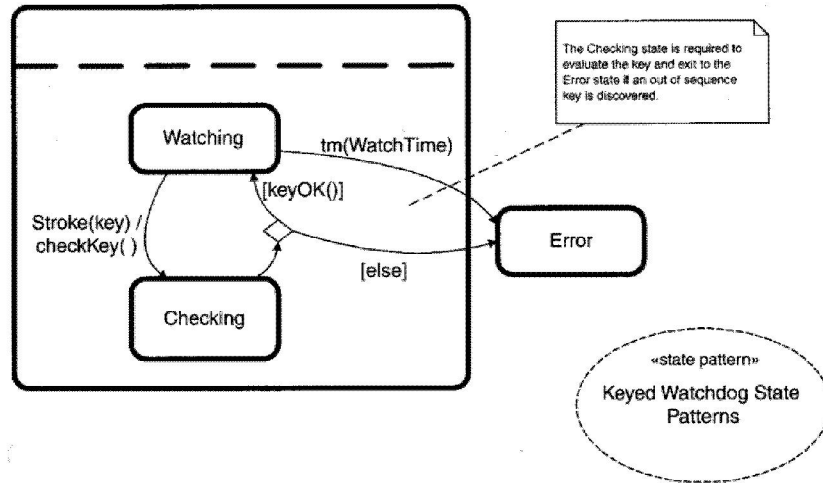 The Checking state is required to
evaluate the key and exit to the
Error state if an out of sequence
key is discovered.
Watching
tm(WatchTime)
[keyOK()]
Stroke(key) /
checkKey( )
Error
[else]
Checking
«state pattern»
Keyed Watchdog State
Patterns